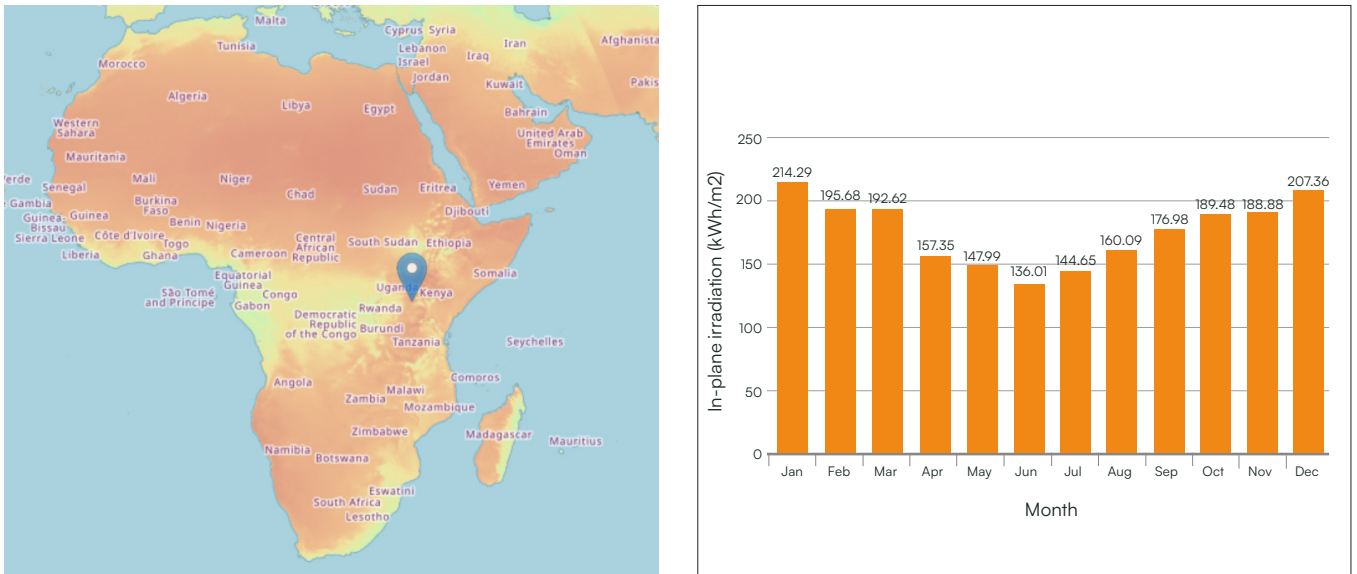 Malta
Cyprus
Syria
Tunisia
Lebanon
Iran
Afghanista
Israel
Iraq
Morocco
Jordan
Kuwait
Pakis
Algeria
Libya
Egypt
Bahrain
Western
Sahara
United Arab
Emirates
Oman
Mauritania
erde
Mali
Niger
Chad
Sudan
Eritrea
Yemen
Senegal
Gambia
Burkina
Faso
Djibouti
Guinea-
Bissau
Guinea
Benin
Nigeria
Sierra Leone
Côte d'Ivoire
Togo
Ghana
Liberia
Cameroon
Central
African
Republic
South Sudan
Ethiopia
Somalia
Equatorial
Guinea
São Tomé
and Príncipe
Congo
Gabon
Uganda
Kenya
Rwanda
Democratic
Republic
of the Congo
Burundi
Tanzania
Seychelles
Angola
Comoros
Malawi
Zambia
Mozambique
Zimbabwe
Madagascar
Mauritius
Namibia
Botswana
Eswatini
South Africa
Lesotho
In-plane irradiation (kWh/m2)
250
200
150
100
50
0
214.29
195.68
192.62
157.35
147.99
136.01
144.65
160.09
176.98
189.48
188.88
207.36
Jan
Feb
Mar
Apr
May
Jun
Jul
Aug
Sep
Oct
Nov
Dec
Month